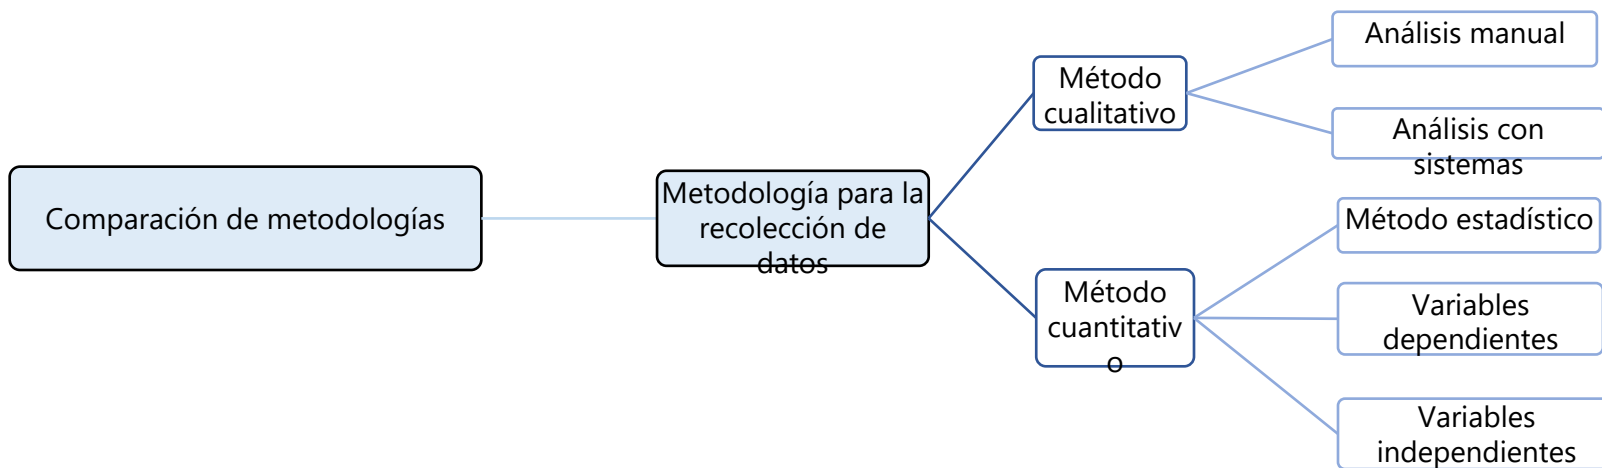 Comparación de metodologías
Metodología para la
recolección de
datos
Método
cualitativo
Análisis manual
Análisis con
sistemas
Método
cuantitativ
o
Método estadístico
Variables
dependientes
Variables
independientes